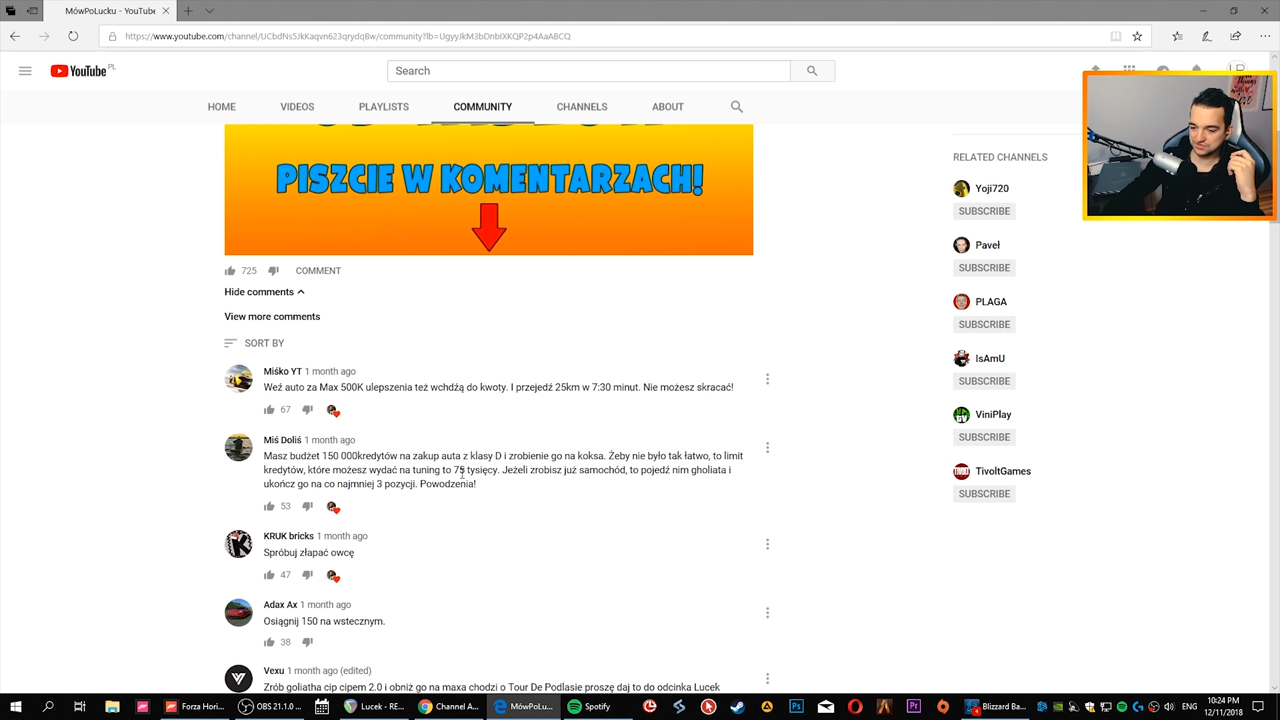 MówPoLucku - YouTube
https://www.youtube.com/channel/UCbdNs5JkKaqvn623qrydqBw/community?lb=UgyyJkM3bDnbIXKQP2p4AaABCQ
YouTube PL
Search
HOME VIDEOS PLAYLISTS COMMUNITY CHANNELS ABOUT
PISZCIE W KOMENTARZACH!
725 COMMENT
Hide comments
View more comments
SORT BY
Miśko YT 1 month ago
Weź auto za Max 500K ulepszenia też wchdźą do kwoty. I przejedź 25km w 7:30 minut. Nie możesz skracać!
67
Miś Doliś 1 month ago
Masz budżet 150 000kredytów na zakup auta z klasy D i zrobienie go na koksa. Żeby nie było tak łatwo, to limit
kredytów, które możesz wydać na tuning to 75 tysięcy. Jeżeli zrobisz już samochód, to pojedź nim gholiata i
ukończ go na co najmniej 3 pozycji. Powodzenia!
53
KRUK bricks 1 month ago
Spróbuj złapać owcę
47
Adax Ax 1 month ago
Osiągnij 150 na wstecznym.
38
Vexu 1 month ago (edited)
Zrób goliatha cip cipem 2.0 i obniż go na maxa chodzi o Tour De Podlasie proszę daj to do odcinka Lucek
RELATED CHANNELS
Yoji720
SUBSCRIBE
Paveł
SUBSCRIBE
PLAGA
SUBSCRIBE
IsAmU
SUBSCRIBE
ViniPlay
SUBSCRIBE
TivoltGames
SUBSCRIBE
Forza Hori...
OBS 21.1.0 ...
Lucek - RE...
Channel A...
MówPoLu...
Spotify
Blizzard Ba...
10:24 PM
12/11/2018